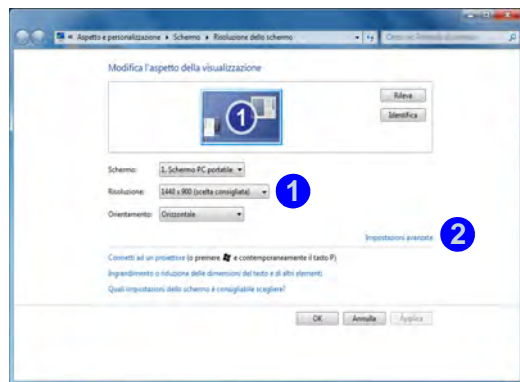 « Aspetto e personalizzazione ▸ Schermo ▸ Risoluzione dello schermo
Modifica l'aspetto della visualizzazione
1
Rileva
Identifica
Schermo: 1. Schermo PC portatile
Risoluzione: 1440 x 900 (scelta consigliata) 1
Orientamento: Orizzontale
Impostazioni avanzate 2
Connetti ad un proiettore (o premere e contemporaneamente il tasto P)
Ingrandimento o riduzione delle dimensioni del testo e di altri elementi
Quali impostazioni dello schermo è consigliabile scegliere?
OK Annulla Applica